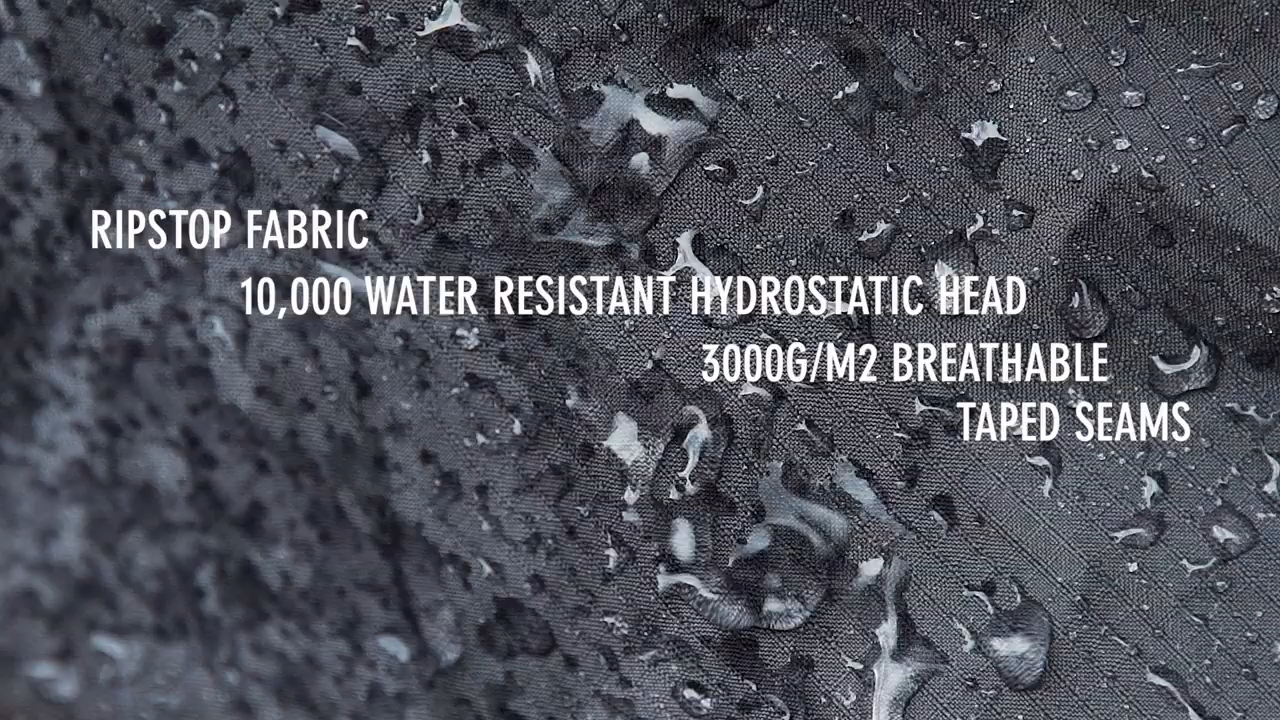 RIPSTOP FABRIC
10,000 WATER RESISTANT HYDROSTATIC HEAD
3000G/M2 BREATHABLE
TAPED SEAMS